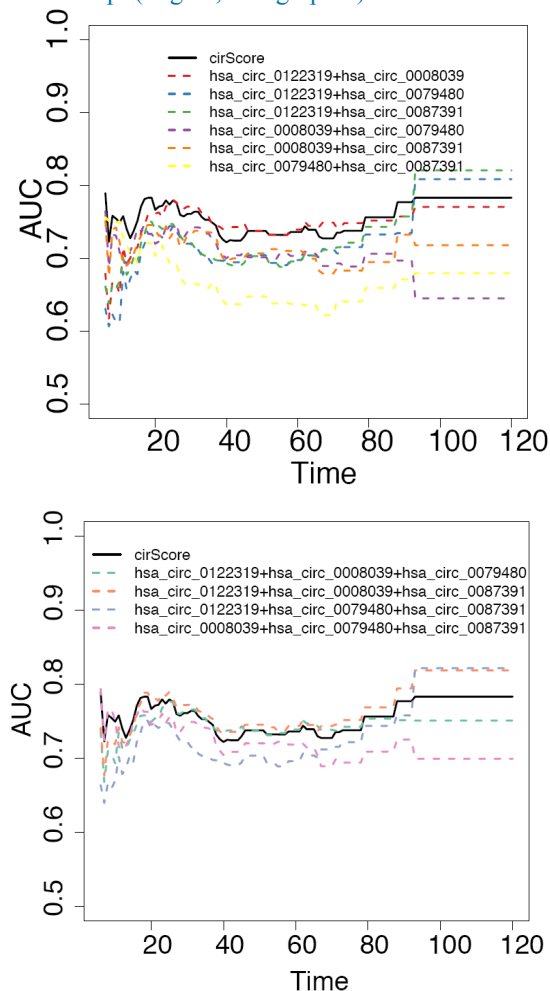 1.0
0.9
0.8
0.7
0.6
0.5
AUC
cirScore
hsa_circ_0122319+hsa_circ_0008039
hsa_circ_0122319+hsa_circ_0079480
hsa_circ_0122319+hsa_circ_0087391
hsa_circ_0008039+hsa_circ_0079480
hsa_circ_0008039+hsa_circ_0087391
hsa_circ_0079480+hsa_circ_0087391
20 40 60 80 100 120
Time
1.0
0.9
0.8
0.7
0.6
0.5
AUC
cirScore
hsa_circ_0122319+hsa_circ_0008039+hsa_circ_0079480
hsa_circ_0122319+hsa_circ_0008039+hsa_circ_0087391
hsa_circ_0122319+hsa_circ_0079480+hsa_circ_0087391
hsa_circ_0008039+hsa_circ_0079480+hsa_circ_0087391
20 40 60 80 100 120
Time